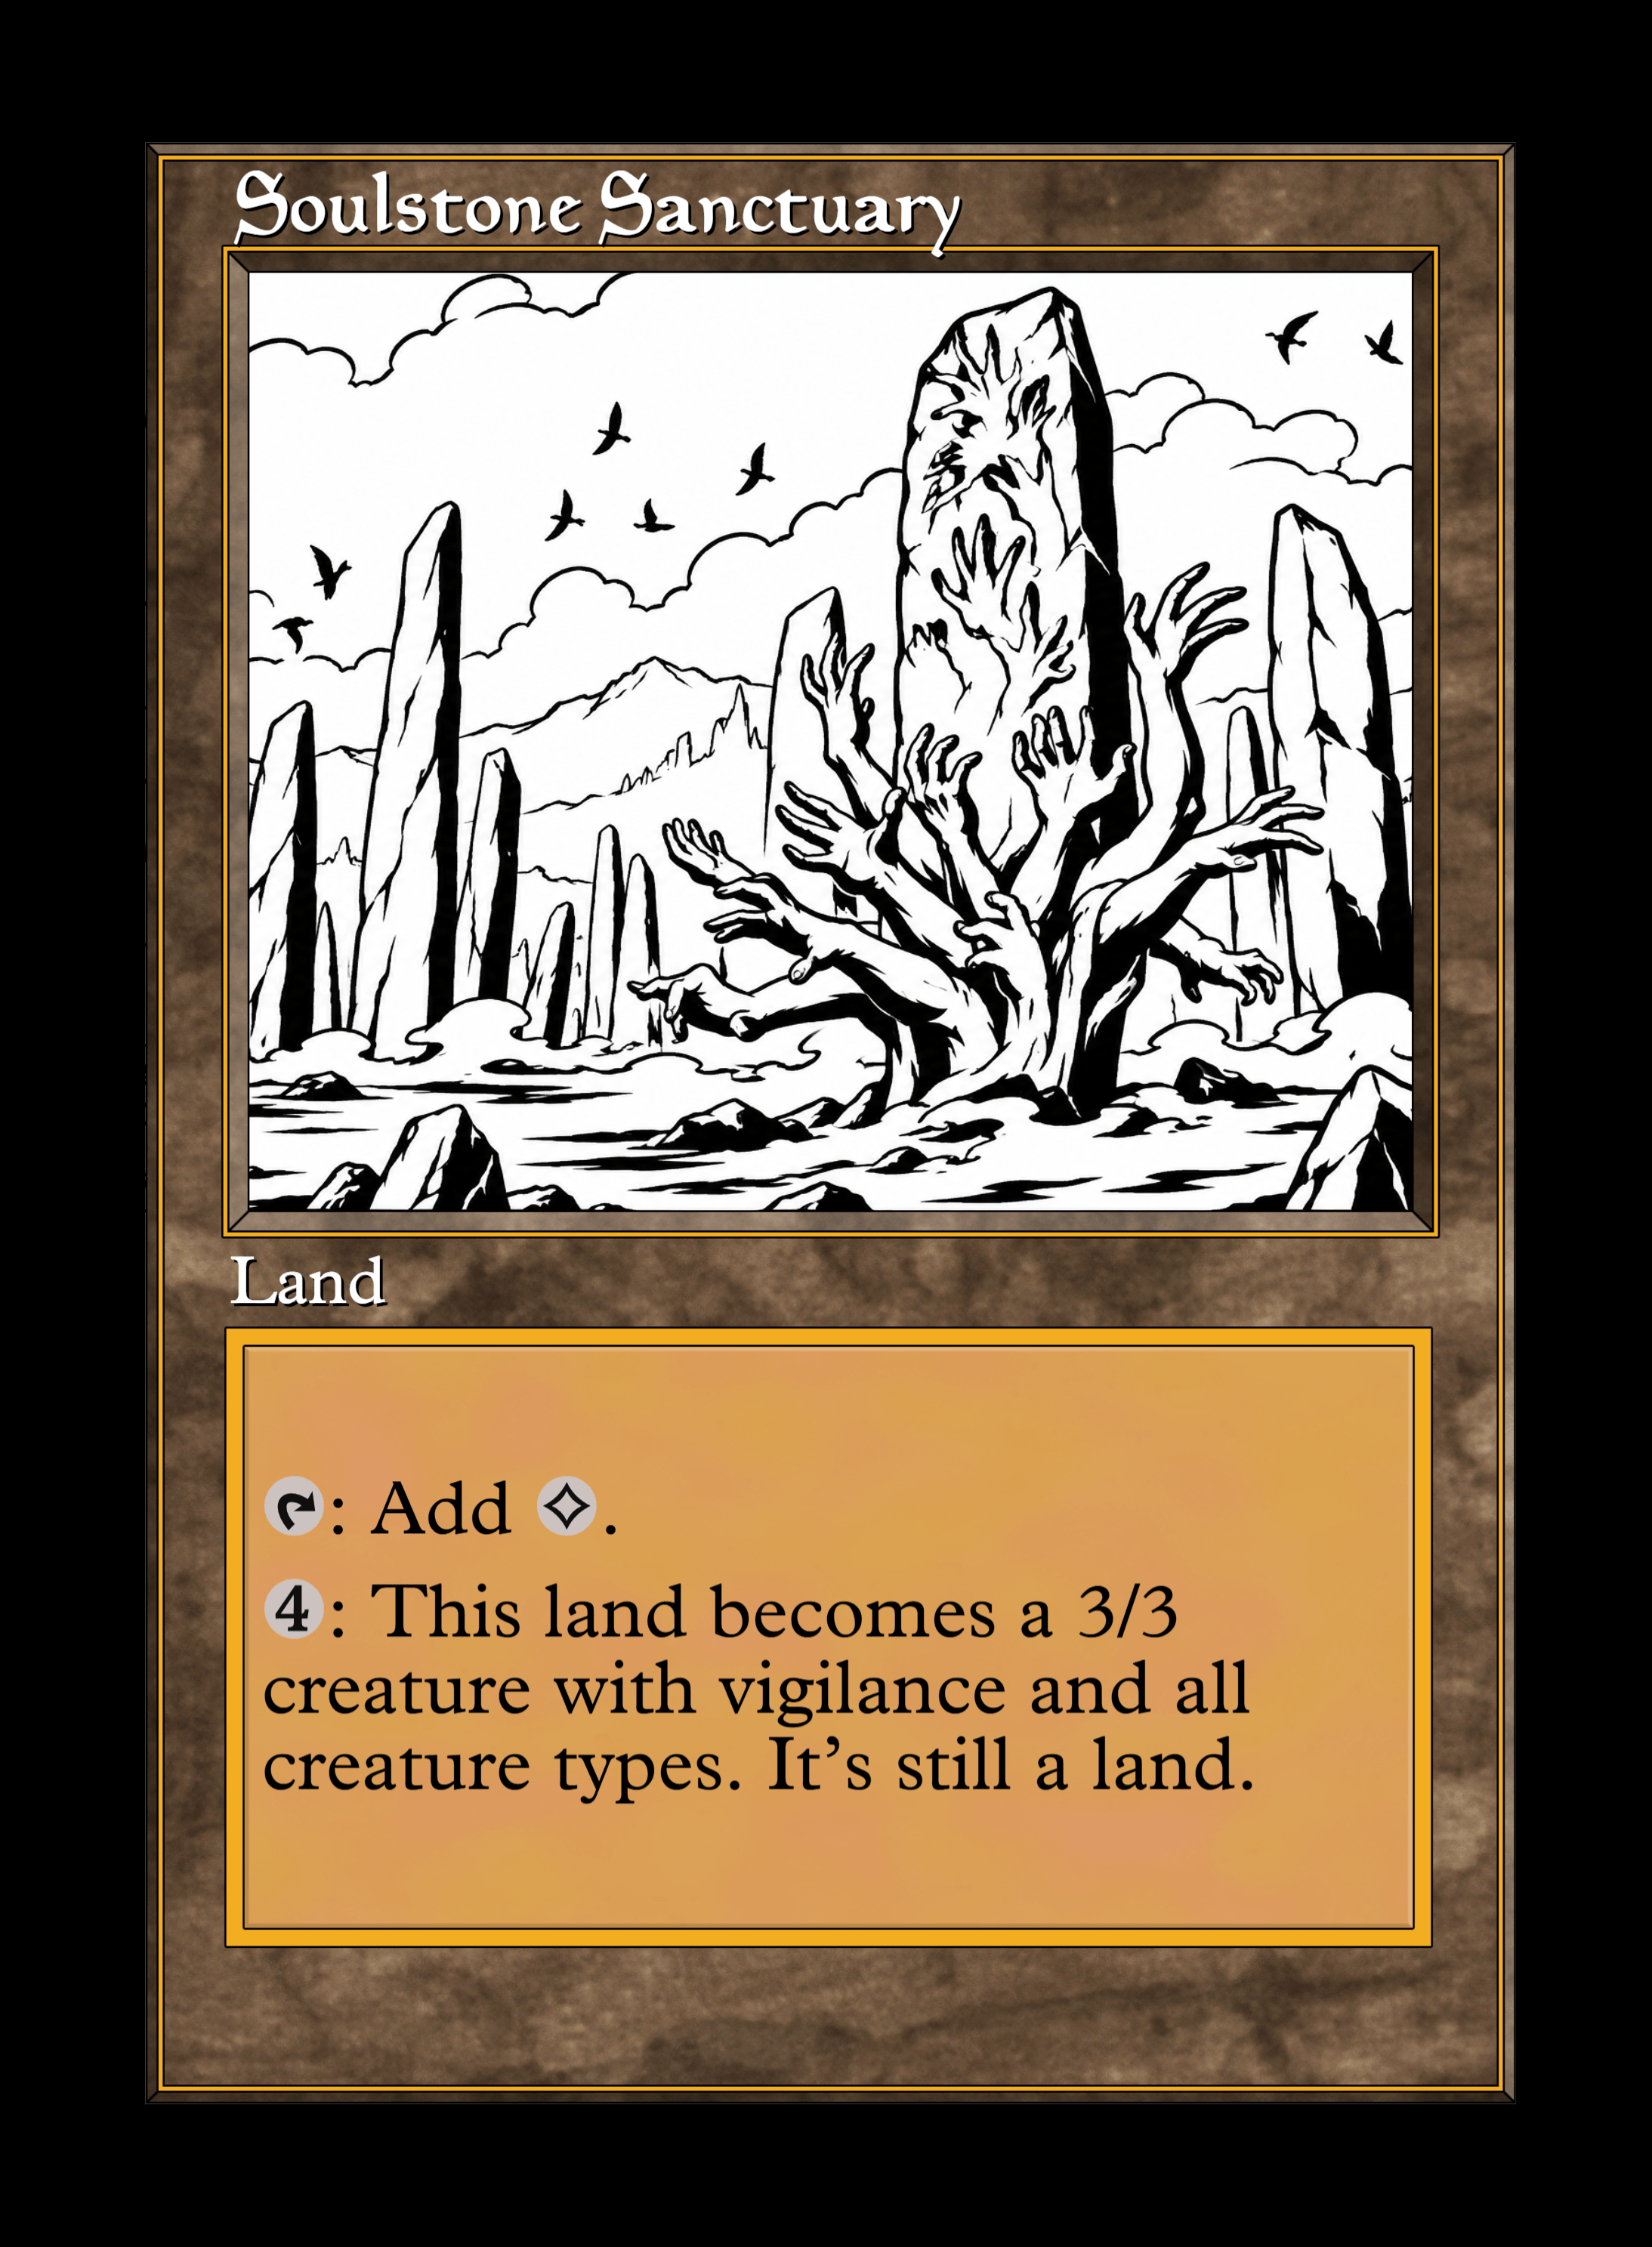 Soulstone Sanctuary
Land
: Add .
4: This land becomes a 3/3
creature with vigilance and all
creature types. It's still a land.